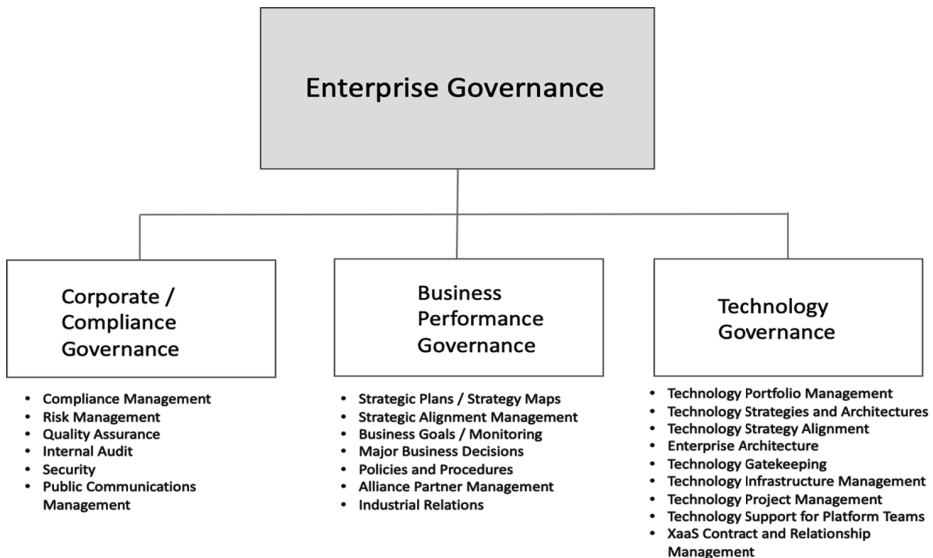 Enterprise Governance
Corporate /
Compliance
Governance
• Compliance Management
• Risk Management
• Quality Assurance
• Internal Audit
• Security
• Public Communications
Management
Business
Performance
Governance
• Strategic Plans / Strategy Maps
• Strategic Alignment Management
• Business Goals / Monitoring
• Major Business Decisions
• Policies and Procedures
• Alliance Partner Management
• Industrial Relations
Technology
Governance
• Technology Portfolio Management
• Technology Strategies and Architectures
• Technology Strategy Alignment
• Enterprise Architecture
• Technology Gatekeeping
• Technology Infrastructure Management
• Technology Project Management
• Technology Support for Platform Teams
• XaaS Contract and Relationship
Management